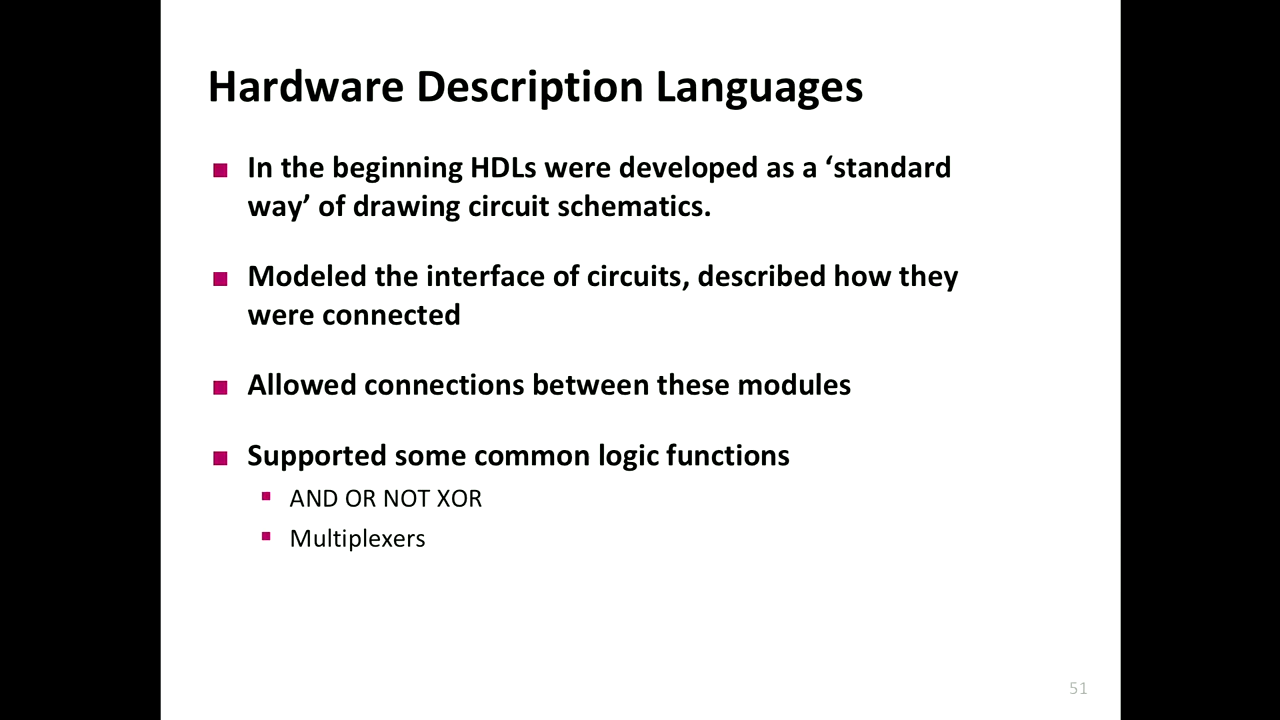 Hardware Description Languages
In the beginning HDLs were developed as a ‘standard
way’ of drawing circuit schematics.
Modeled the interface of circuits, described how they
were connected
Allowed connections between these modules
Supported some common logic functions
AND OR NOT XOR
Multiplexers
51